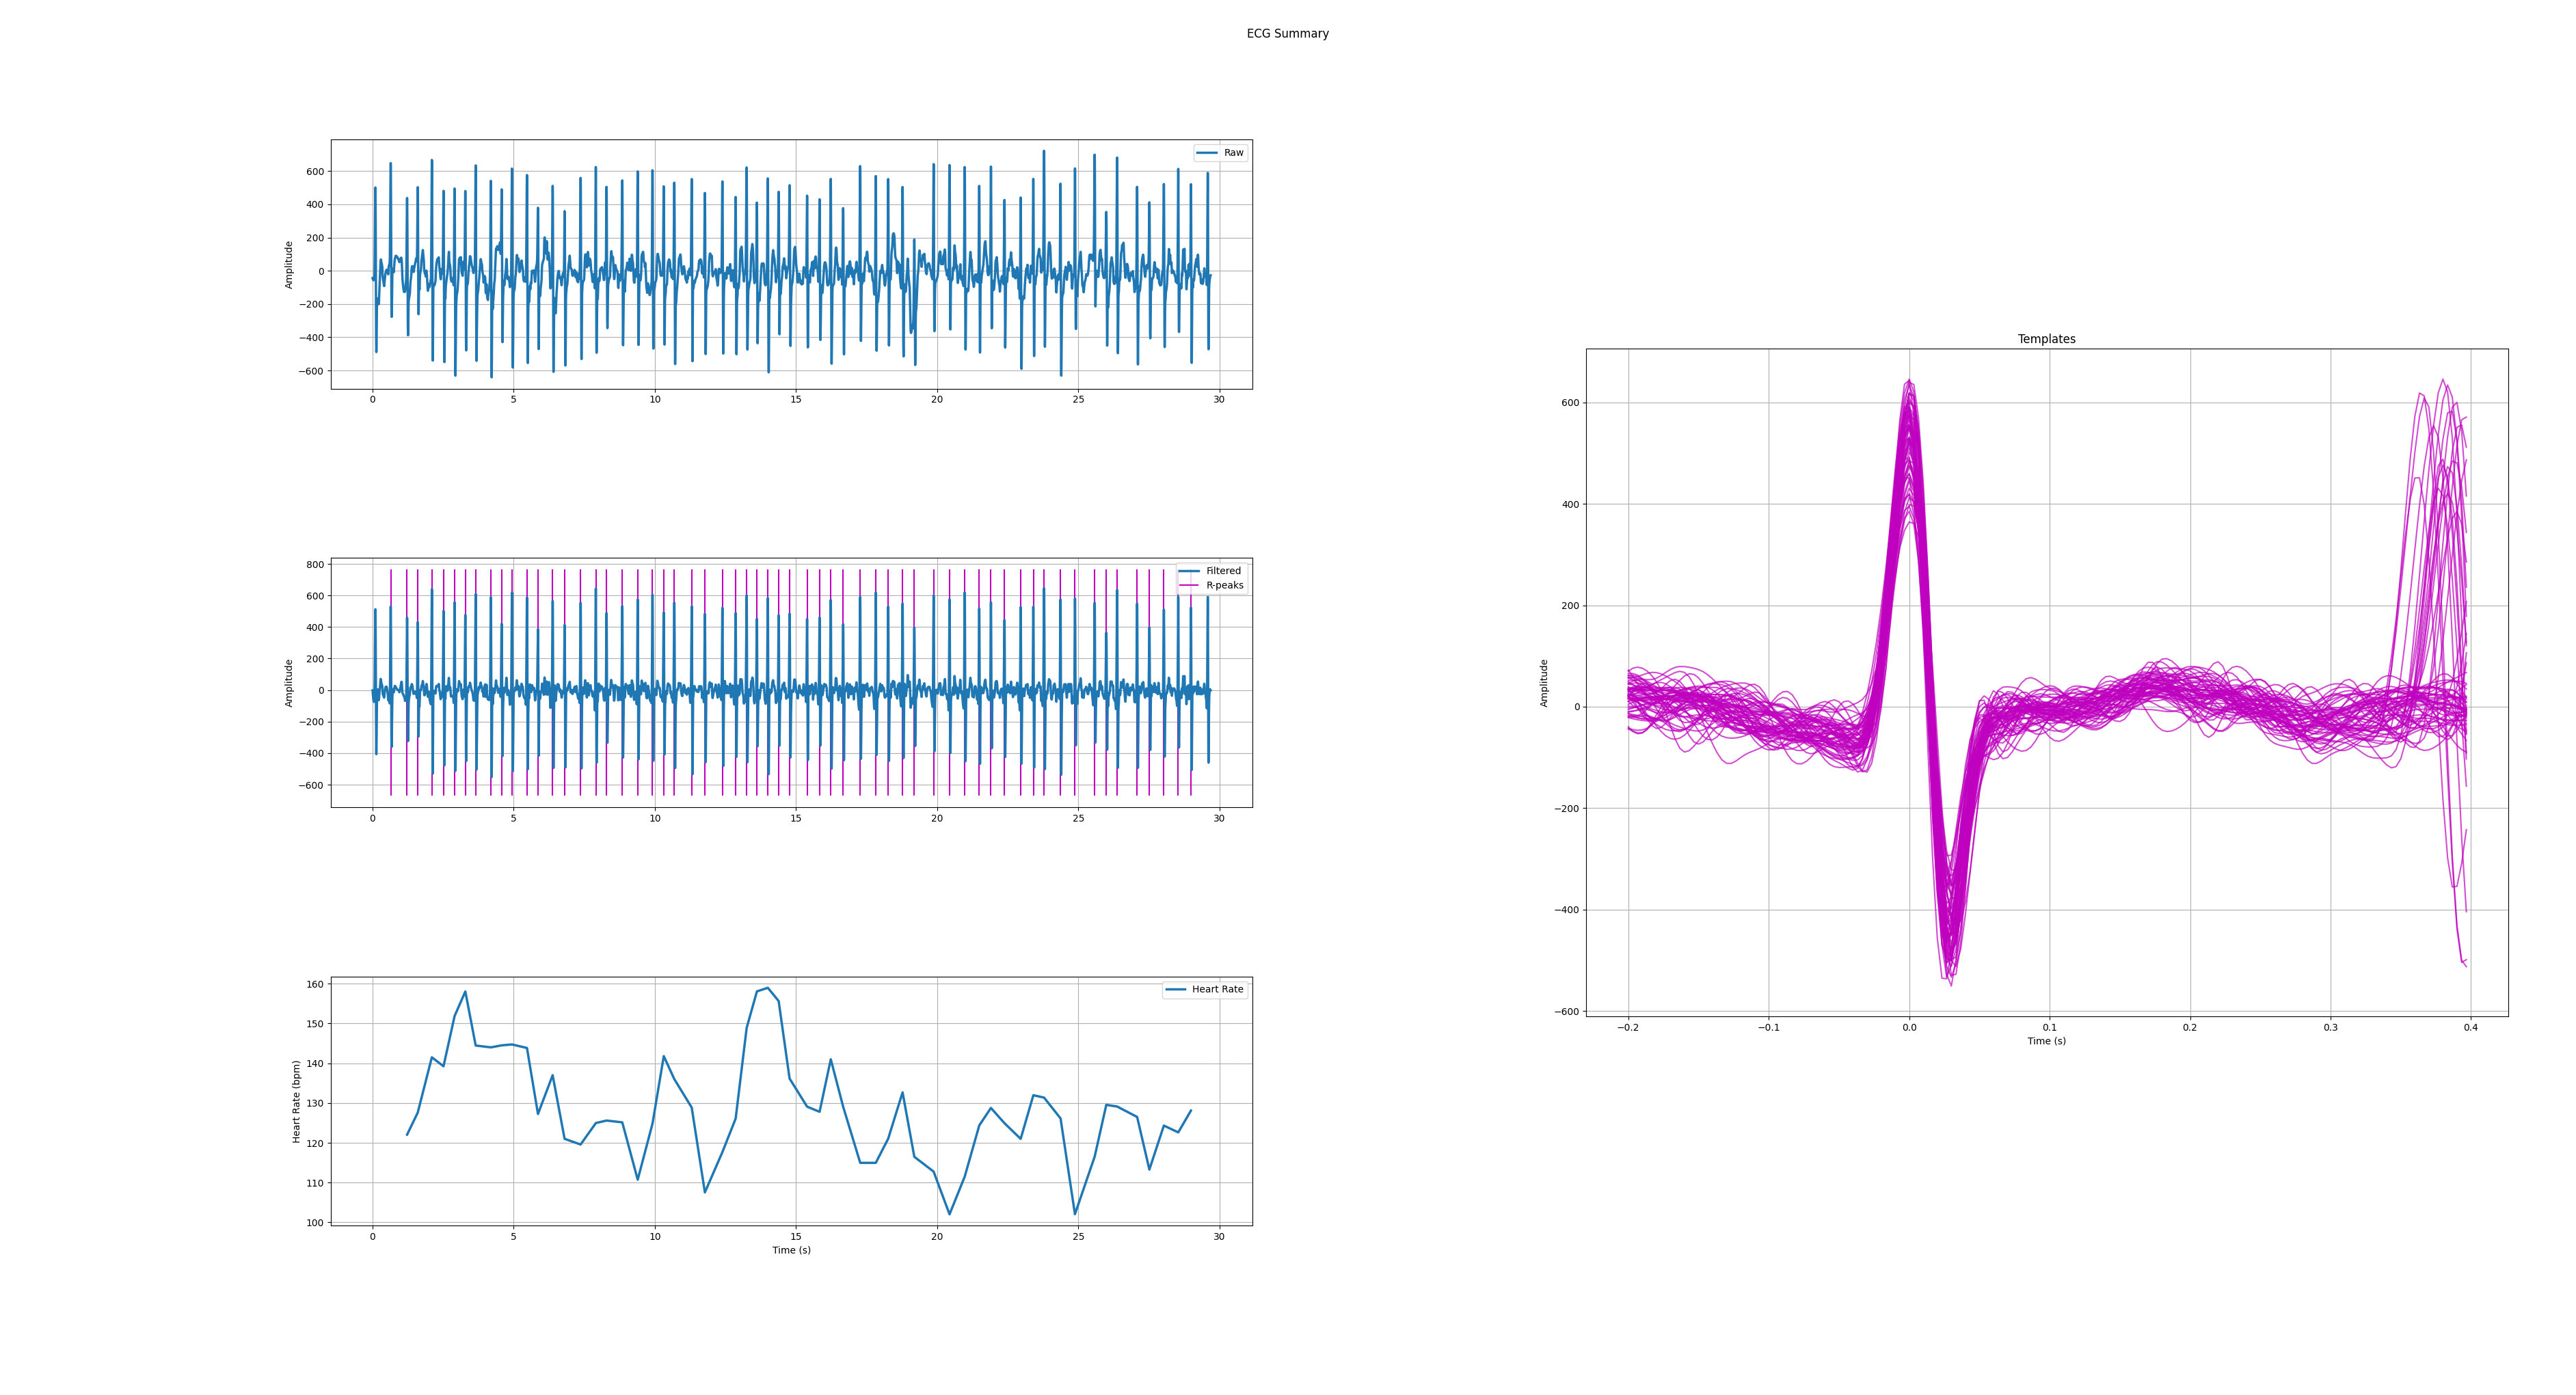 ECG Summary
Raw
Amplitude
600
400
200
0
−200
−400
−600
0 5 10 15 20 25 30
Filtered
R-peaks
Amplitude
800
600
400
200
0
−200
−400
−600
0 5 10 15 20 25 30
Heart Rate
Heart Rate (bpm)
160
150
140
130
120
110
100
0 5 10 15 20 25 30
Time (s)
Templates
Amplitude
600
400
200
0
−200
−400
−600
−0.2 −0.1 0.0 0.1 0.2 0.3 0.4
Time (s)